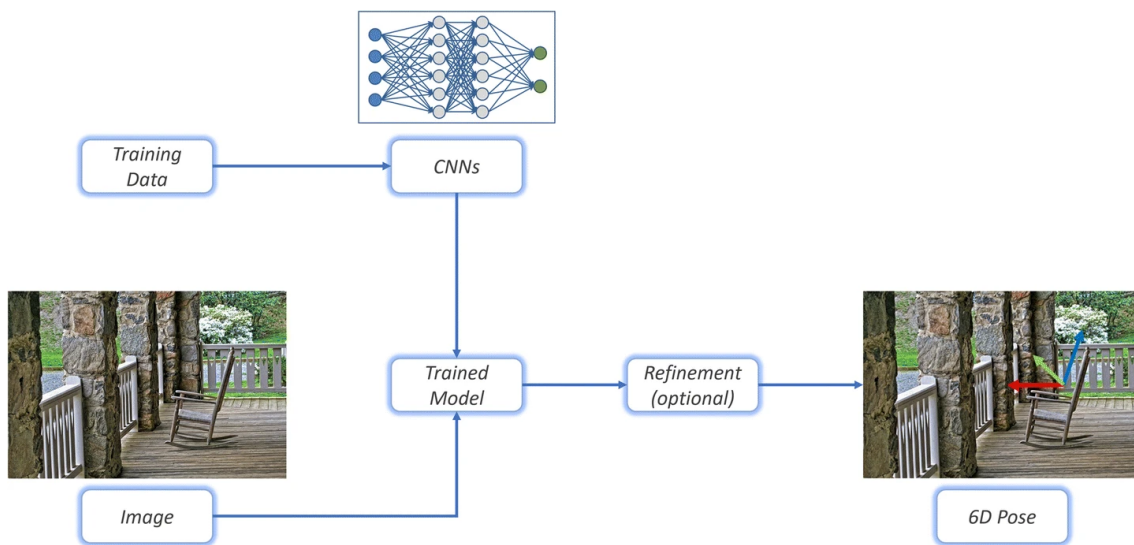 Training
Data
CNNs
Trained
Model
Refinement
(optional)
Image
6D Pose